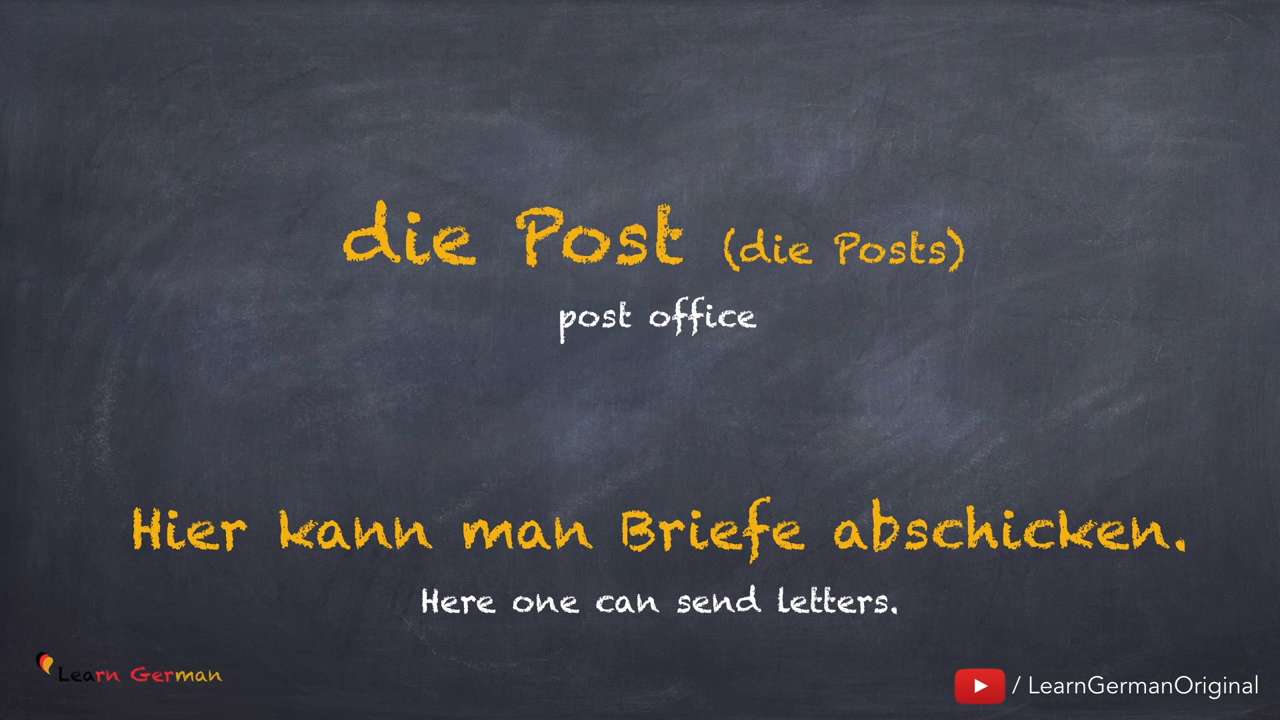 die Post (die Posts)
post office
Hier kann man Briefe abschicken.
Here one can send letters.
Learn German
/ LearnGermanOriginal